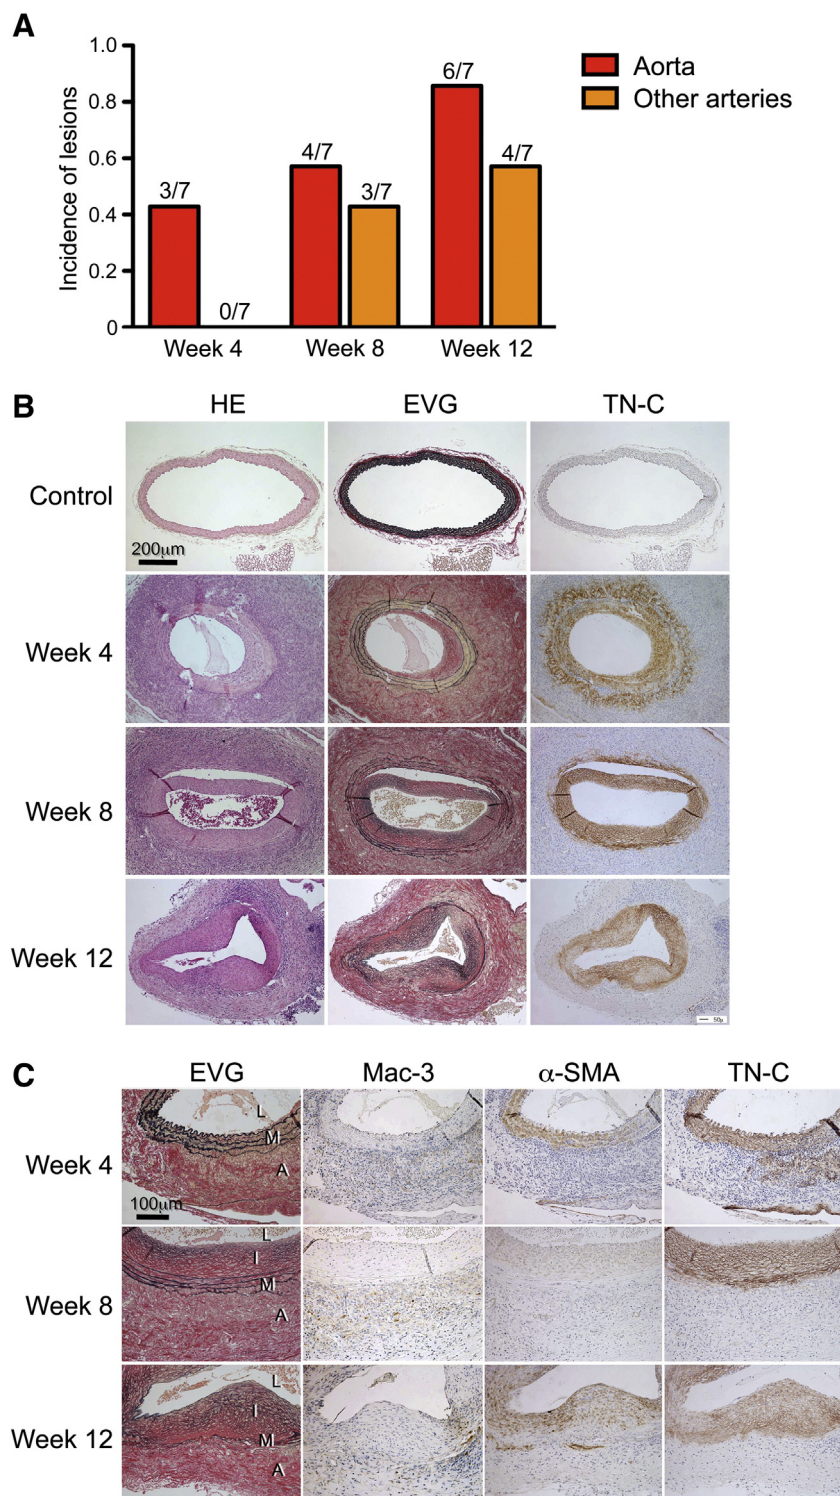 A
1.0
0.8
0.6
0.4
0.2
0
Incidence of lesions
3/7
0/7
4/7
3/7
6/7
4/7
Week 4
Week 8
Week 12
Aorta
Other arteries
B
HE
EVG
TN-C
Control
200μm
Week 4
Week 8
Week 12
50μ
C
EVG
Mac-3
α-SMA
TN-C
Week 4
L
M
A
100μm
Week 8
L
I
M
A
Week 12
L
I
M
A